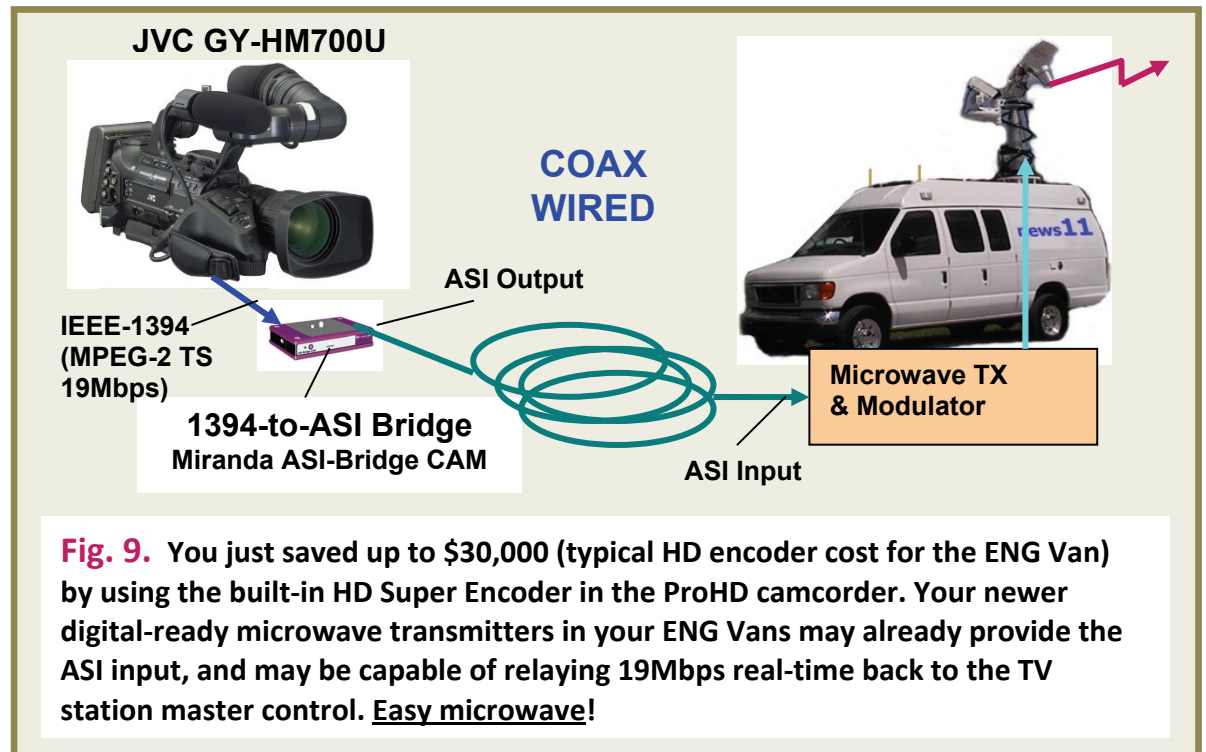 JVC GY-HM700U
COAX
WIRED
news11
JVC
ASI Output
IEEE-1394
(MPEG-2 TS
19Mbps)
1394-to-ASI Bridge
Miranda ASI-Bridge CAM
Microwave TX
& Modulator
ASI Input
Fig. 9. You just saved up to $30,000 (typical HD encoder cost for the ENG Van)
by using the built-in HD Super Encoder in the ProHD camcorder. Your newer
digital-ready microwave transmitters in your ENG Vans may already provide the
ASI input, and may be capable of relaying 19Mbps real-time back to the TV
station master control. Easy microwave!